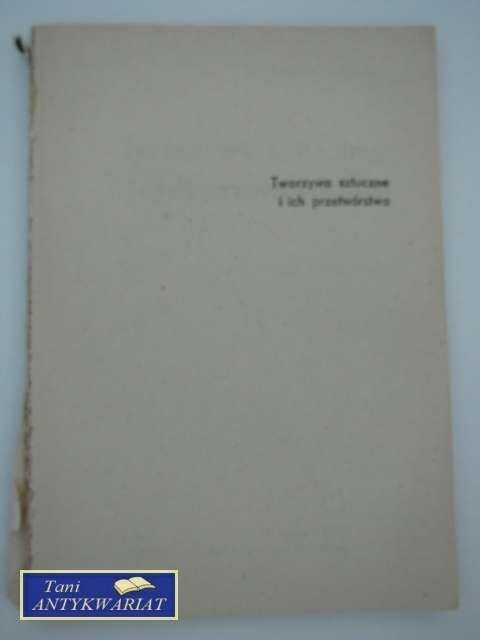 Tworzywa sztuczne
i ich przetwórstwo
Tani
ANTYKWARIAT